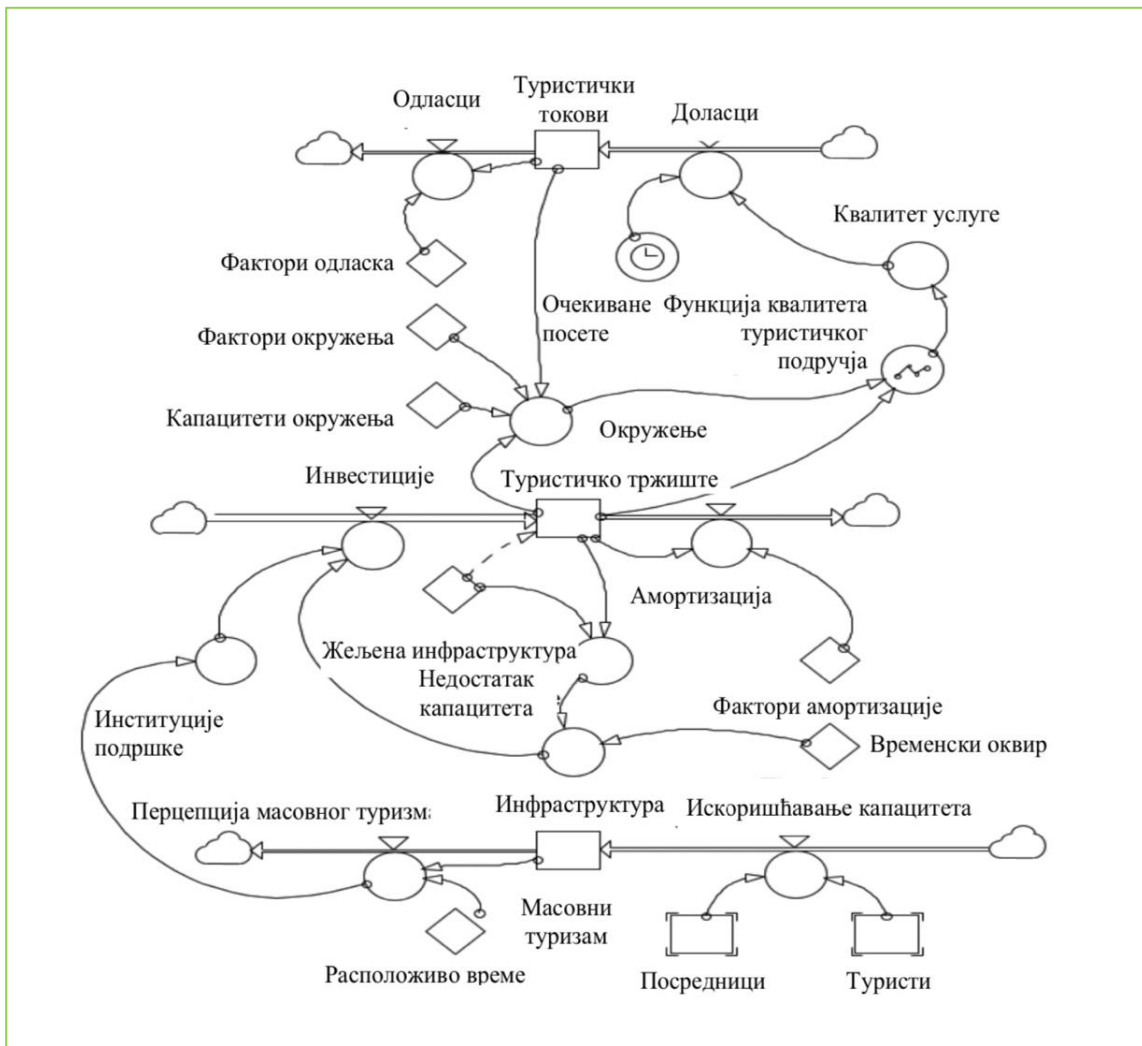 Одласци
Туристички
токови
Доласци
Квалитет услуге
Фактори одласка
Очекиване
посете
Функција квалитета
туристичког
подручја
Фактори окружења
Капацитети окружења
Окружење
Инвестиције
Туристичко тржиште
Амортизација
Жељена инфраструктура
Недостатак
капацитета
Институције
подршке
Фактори амортизације
Временски оквир
Перцепција масовног туризма
Инфраструктура
Искоришћавање капацитета
Масовни
туризам
Расположиво време
Посредници
Туристи